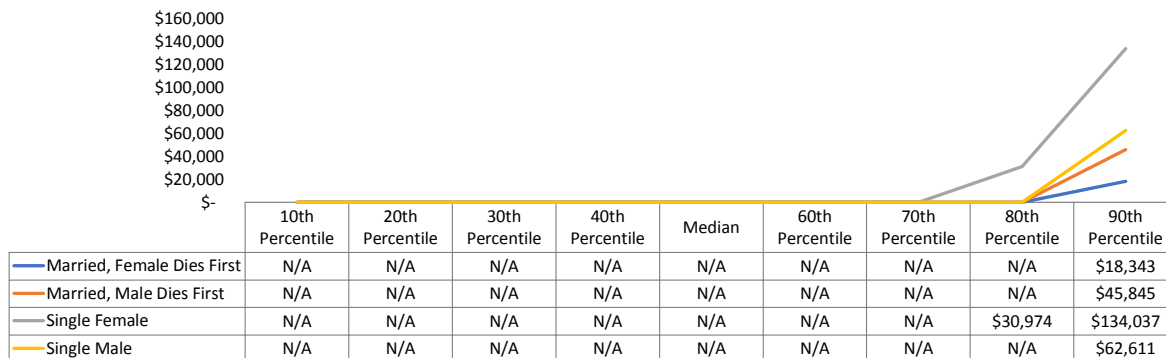 $160,000
$140,000
$120,000
$100,000
$80,000
$60,000
$40,000
$20,000
$-
10th Percentile 20th Percentile 30th Percentile 40th Percentile Median 60th Percentile 70th Percentile 80th Percentile 90th Percentile
Married, Female Dies First N/A N/A N/A N/A N/A N/A N/A N/A $18,343
Married, Male Dies First N/A N/A N/A N/A N/A N/A N/A N/A $45,845
Single Female N/A N/A N/A N/A N/A N/A N/A $30,974 $134,037
Single Male N/A N/A N/A N/A N/A N/A N/A N/A $62,611